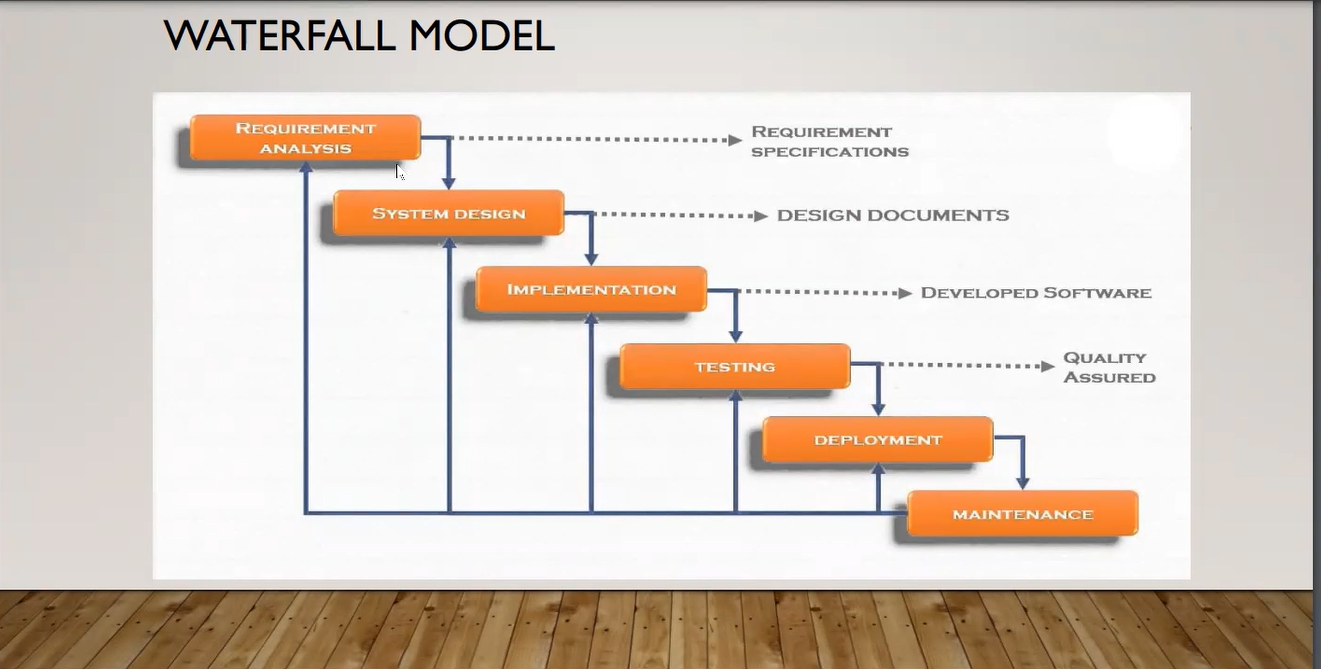 WATERFALL MODEL
REQUIREMENT
ANALYSIS
REQUIREMENT
SPECIFICATIONS
SYSTEM DESIGN
DESIGN DOCUMENTS
IMPLEMENTATION
DEVELOPED SOFTWARE
TESTING
QUALITY
ASSURED
DEPLOYMENT
MAINTENANCE